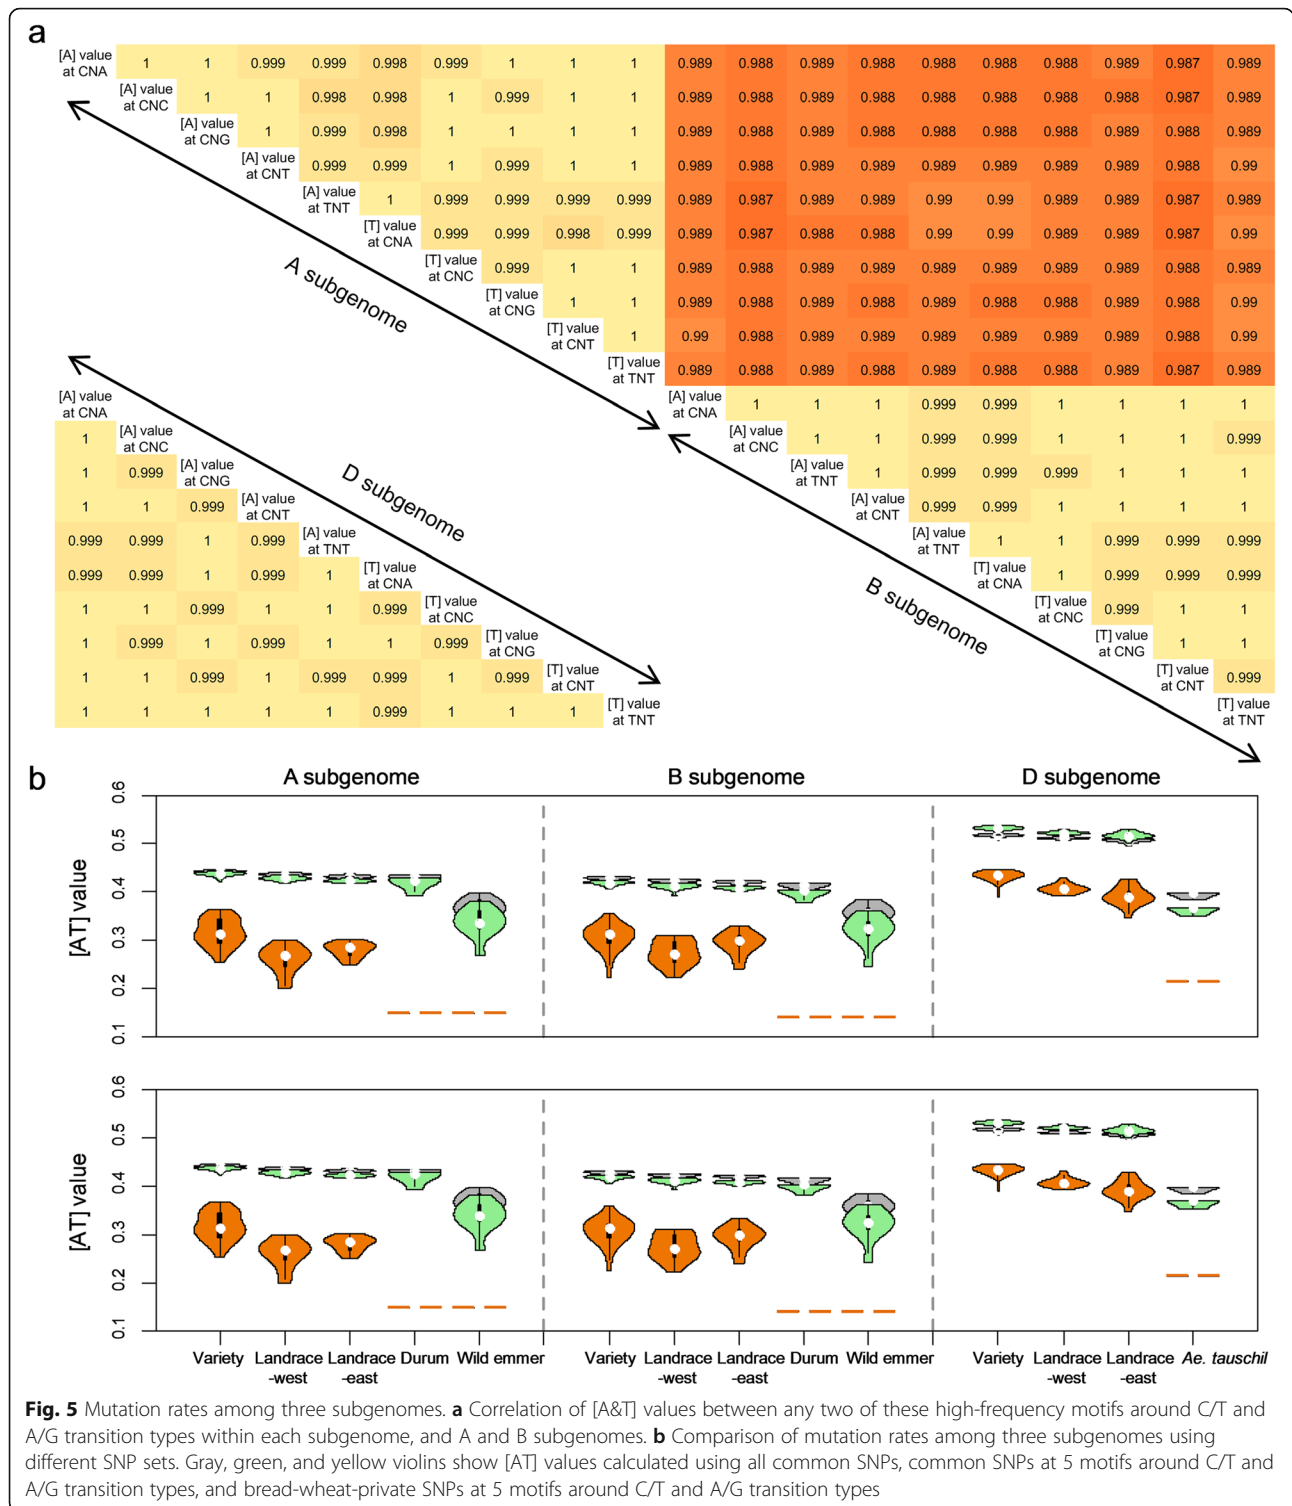 a
[A] value at CNA 1 1 0.999 0.999 0.998 0.999 1 1 1 0.989 0.988 0.989 0.988 0.988 0.988 0.988 0.989 0.987 0.989
[A] value at CNC 1 1 0.998 0.998 1 0.999 1 1 0.989 0.988 0.989 0.988 0.988 0.988 0.988 0.988 0.987 0.989
[A] value at CNG 1 0.999 0.998 1 1 1 1 0.989 0.988 0.989 0.988 0.989 0.989 0.988 0.989 0.988 0.989
[A] value at CNT 0.999 0.999 1 0.999 1 1 0.989 0.988 0.989 0.989 0.989 0.989 0.989 0.989 0.988 0.99
[A] value at TNT 1 0.999 0.999 0.999 0.999 0.989 0.987 0.989 0.989 0.99 0.99 0.989 0.989 0.987 0.989
[T] value at CNA 0.999 0.999 0.998 0.999 0.989 0.987 0.988 0.988 0.99 0.99 0.989 0.989 0.987 0.99
[T] value at CNC 0.999 1 1 0.989 0.988 0.989 0.989 0.989 0.989 0.989 0.989 0.988 0.989
[T] value at CNG 1 1 0.989 0.988 0.989 0.988 0.989 0.988 0.988 0.989 0.988 0.99
[T] value at CNT 1 0.99 0.988 0.989 0.989 0.989 0.989 0.989 0.989 0.988 0.99
[T] value at TNT 0.989 0.988 0.989 0.988 0.989 0.988 0.988 0.989 0.987 0.989
A subgenome
[A] value at CNA 1 1 1 0.999 0.999 1 1 1 1
[A] value at CNC 1 1 0.999 0.999 1 1 1 0.999
[A] value at TNT 1 0.999 0.999 0.999 1 1 1
[A] value at CNT 0.999 0.999 1 1 1 1
[A] value at TNT 1 1 0.999 0.999 0.999
[T] value at CNA 1 0.999 0.999 0.999
[T] value at CNC 0.999 1 1
[T] value at CNG 1 1
[T] value at CNT 0.999
[T] value at TNT
B subgenome
[A] value at CNA
1 [A] value at CNC
1 0.999 [A] value at CNG
1 1 0.999 [A] value at CNT
0.999 0.999 1 0.999 [A] value at TNT
0.999 0.999 1 0.999 1 [T] value at CNA
1 1 0.999 1 1 0.999 [T] value at CNC
1 0.999 1 0.999 1 1 0.999 [T] value at CNG
1 1 0.999 1 0.999 0.999 1 0.999 [T] value at CNT
1 1 1 1 1 0.999 1 1 1 [T] value at TNT
D subgenome
b
A subgenome B subgenome D subgenome
[AT] value
0.6
0.5
0.4
0.3
0.2
0.1
[AT] value
0.6
0.5
0.4
0.3
0.2
0.1
Variety Landrace-west Landrace-east Durum Wild emmer Variety Landrace-west Landrace-east Durum Wild emmer Variety Landrace-west Landrace-east Ae. tauschil
Fig. 5 Mutation rates among three subgenomes. a Correlation of [A&T] values between any two of these high-frequency motifs around C/T and
A/G transition types within each subgenome, and A and B subgenomes. b Comparison of mutation rates among three subgenomes using
different SNP sets. Gray, green, and yellow violins show [AT] values calculated using all common SNPs, common SNPs at 5 motifs around C/T and
A/G transition types, and bread-wheat-private SNPs at 5 motifs around C/T and A/G transition types